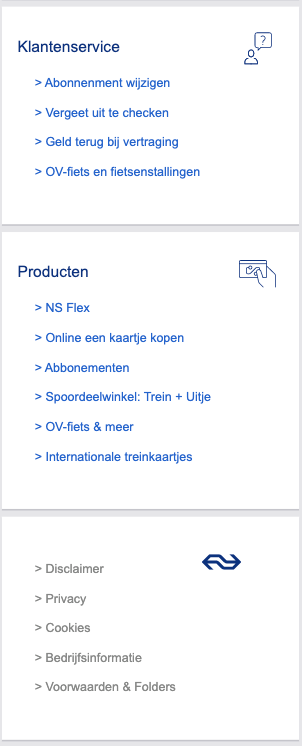 Klantenservice
?
> Abonnenment wijzigen
> Vergeet uit te checken
> Geld terug bij vertraging
> OV-fiets en fietsenstallingen
Producten
> NS Flex
> Online een kaartje kopen
> Abbonementen
> Spoordeelwinkel: Trein + Uitje
> OV-fiets & meer
> Internationale treinkaartjes
> Disclaimer
> Privacy
> Cookies
> Bedrijfsinformatie
> Voorwaarden & Folders